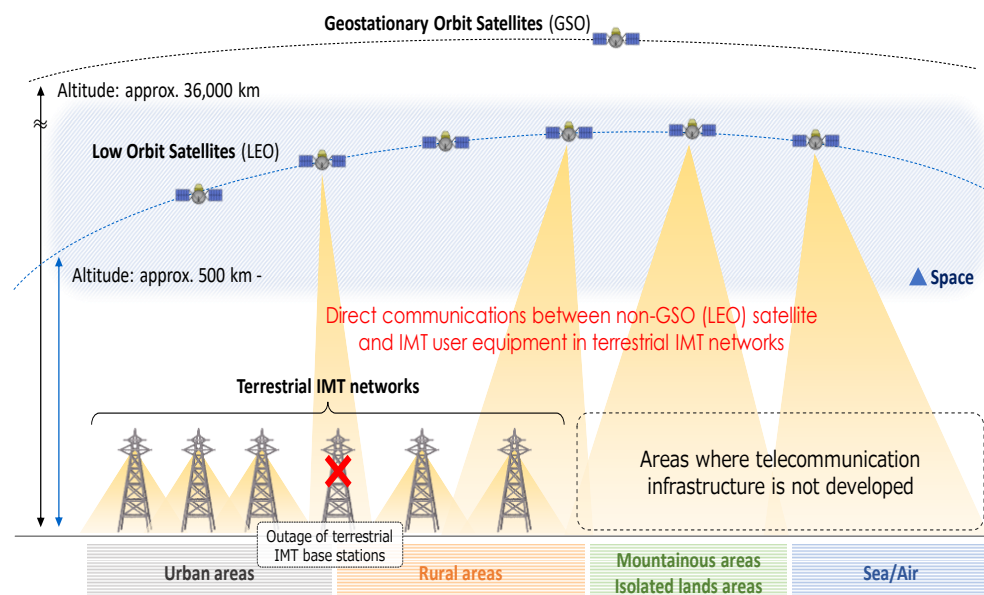 Geostationary Orbit Satellites (GSO)
Altitude: approx. 36,000 km
Low Orbit Satellites (LEO)
Altitude: approx. 500 km -
Space
Direct communications between non-GSO (LEO) satellite
and IMT user equipment in terrestrial IMT networks
Terrestrial IMT networks
Areas where telecommunication
infrastructure is not developed
Outage of terrestrial
IMT base stations
Urban areas
Rural areas
Mountainous areas
Isolated lands areas
Sea/Air